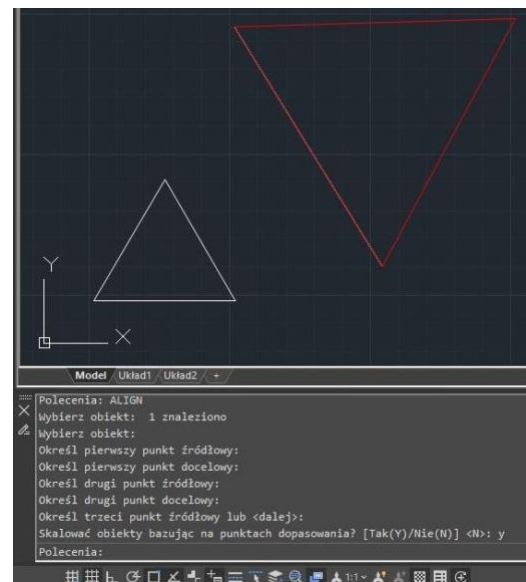 Y
X
Model Układ1 Układ2 +
Polecenia: ALIGN
Wybierz obiekt: 1 znaleziono
Wybierz obiekt:
Określ pierwszy punkt źródłowy:
Określ pierwszy punkt docelowy:
Określ drugi punkt źródłowy:
Określ drugi punkt docelowy:
Określ trzeci punkt źródłowy lub <dalej>:
Skalować obiekty bazując na punktach dopasowania? [Tak(Y)/Nie(N)] <N>: y
Polecenia:
1:1